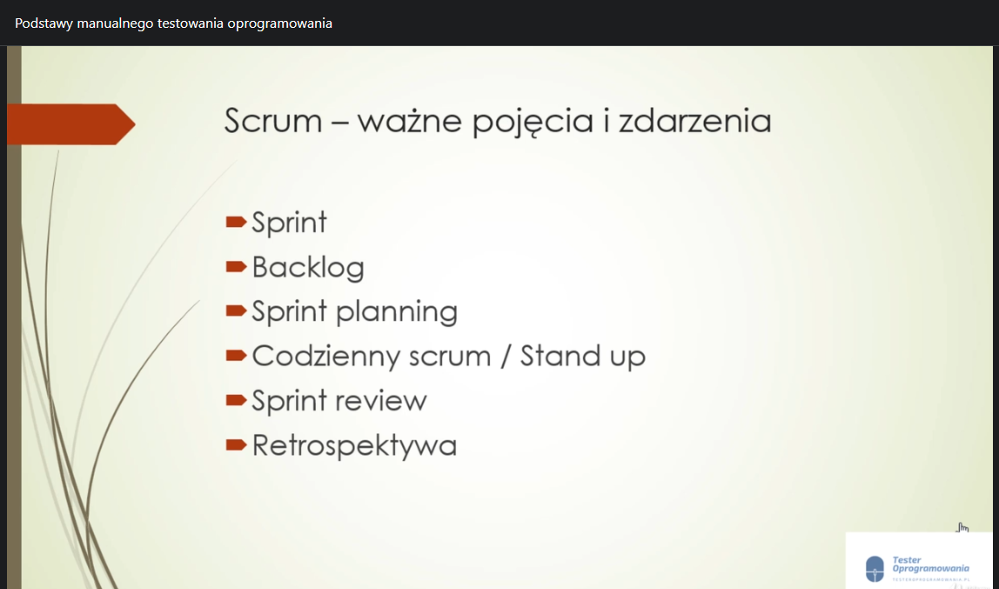 Podstawy manualnego testowania oprogramowania
Scrum – ważne pojęcia i zdarzenia
Sprint
Backlog
Sprint planning
Codzienny scrum / Stand up
Sprint review
Retrospektywa
Tester
Oprogramowania
TESTEROPROGRAMOWANIA.PL